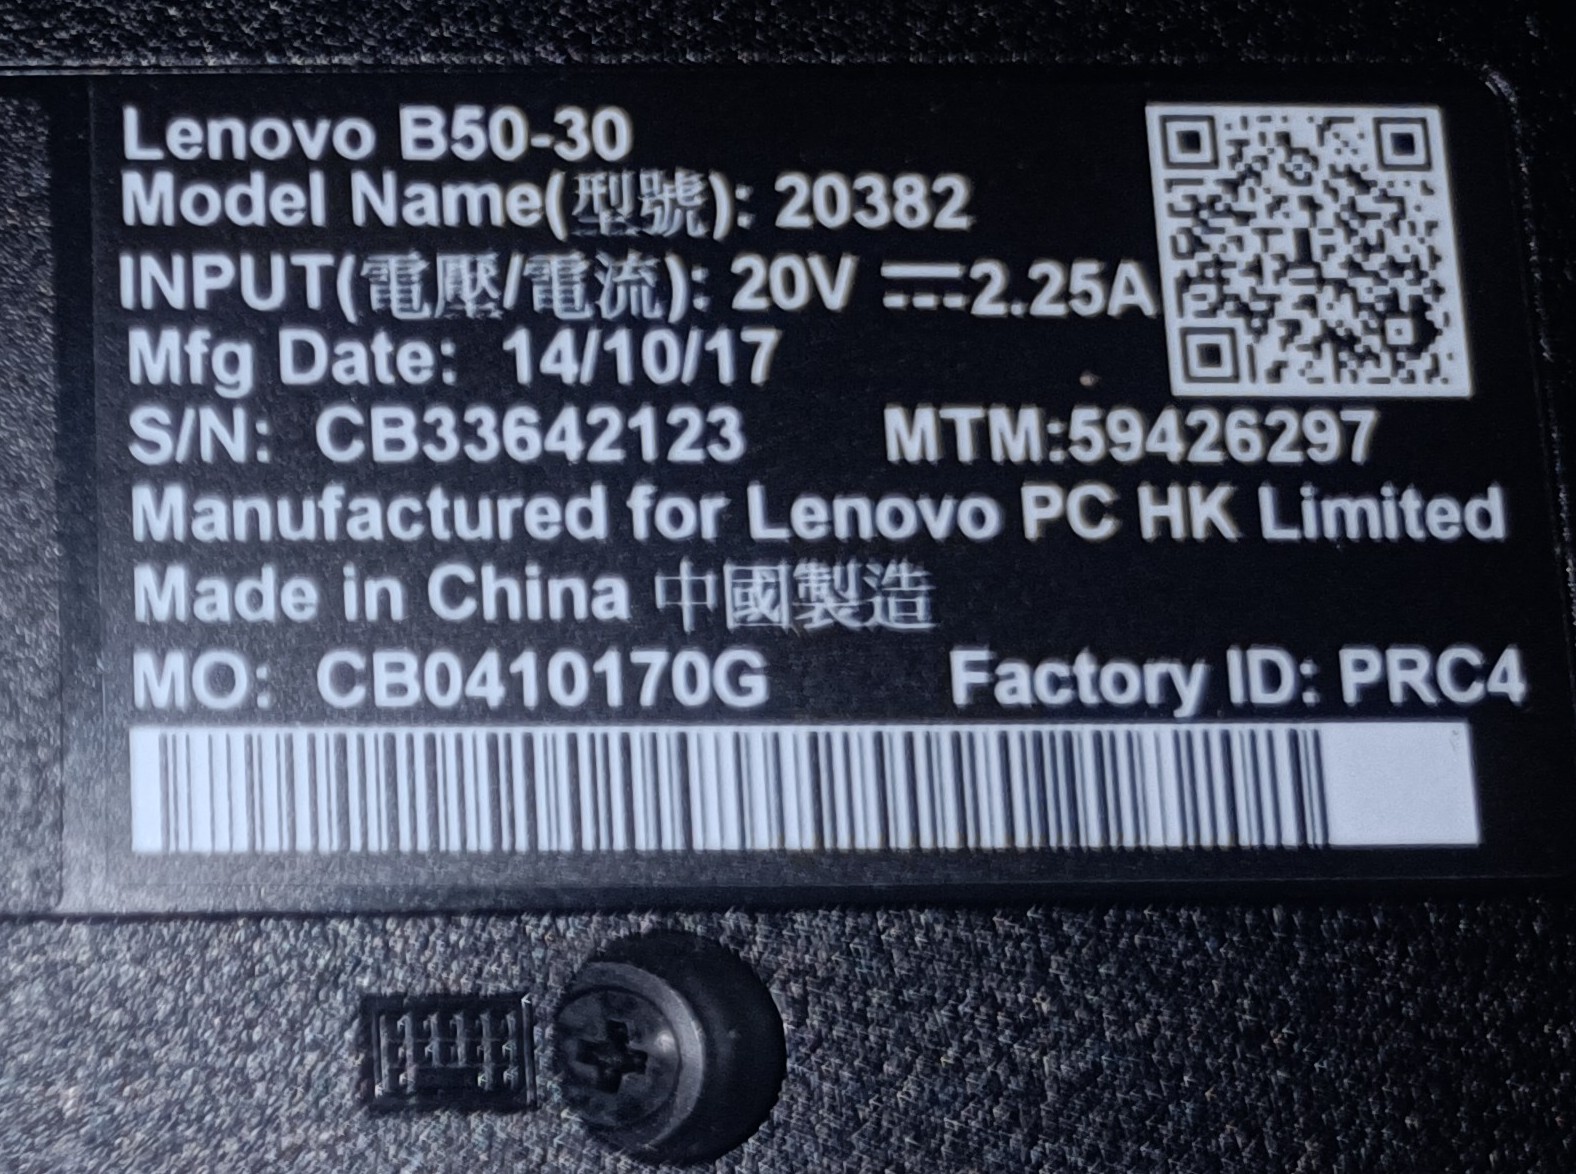 Lenovo B50-30
Model Name(型號): 20382
INPUT(電壓/電流): 20V ⎓2.25A
Mfg Date: 14/10/17
S/N: CB33642123 MTM:59426297
Manufactured for Lenovo PC HK Limited
Made in China 中國製造
MO: CB0410170G Factory ID: PRC4